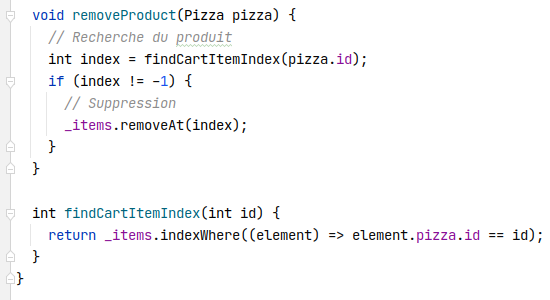 void removeProduct(Pizza pizza) {
// Recherche du produit
int index = findCartItemIndex(pizza.id);
if (index != -1) {
// Suppression
_items.removeAt(index);
}
}
int findCartItemIndex(int id) {
return _items.indexWhere((element) => element.pizza.id == id);
}
}